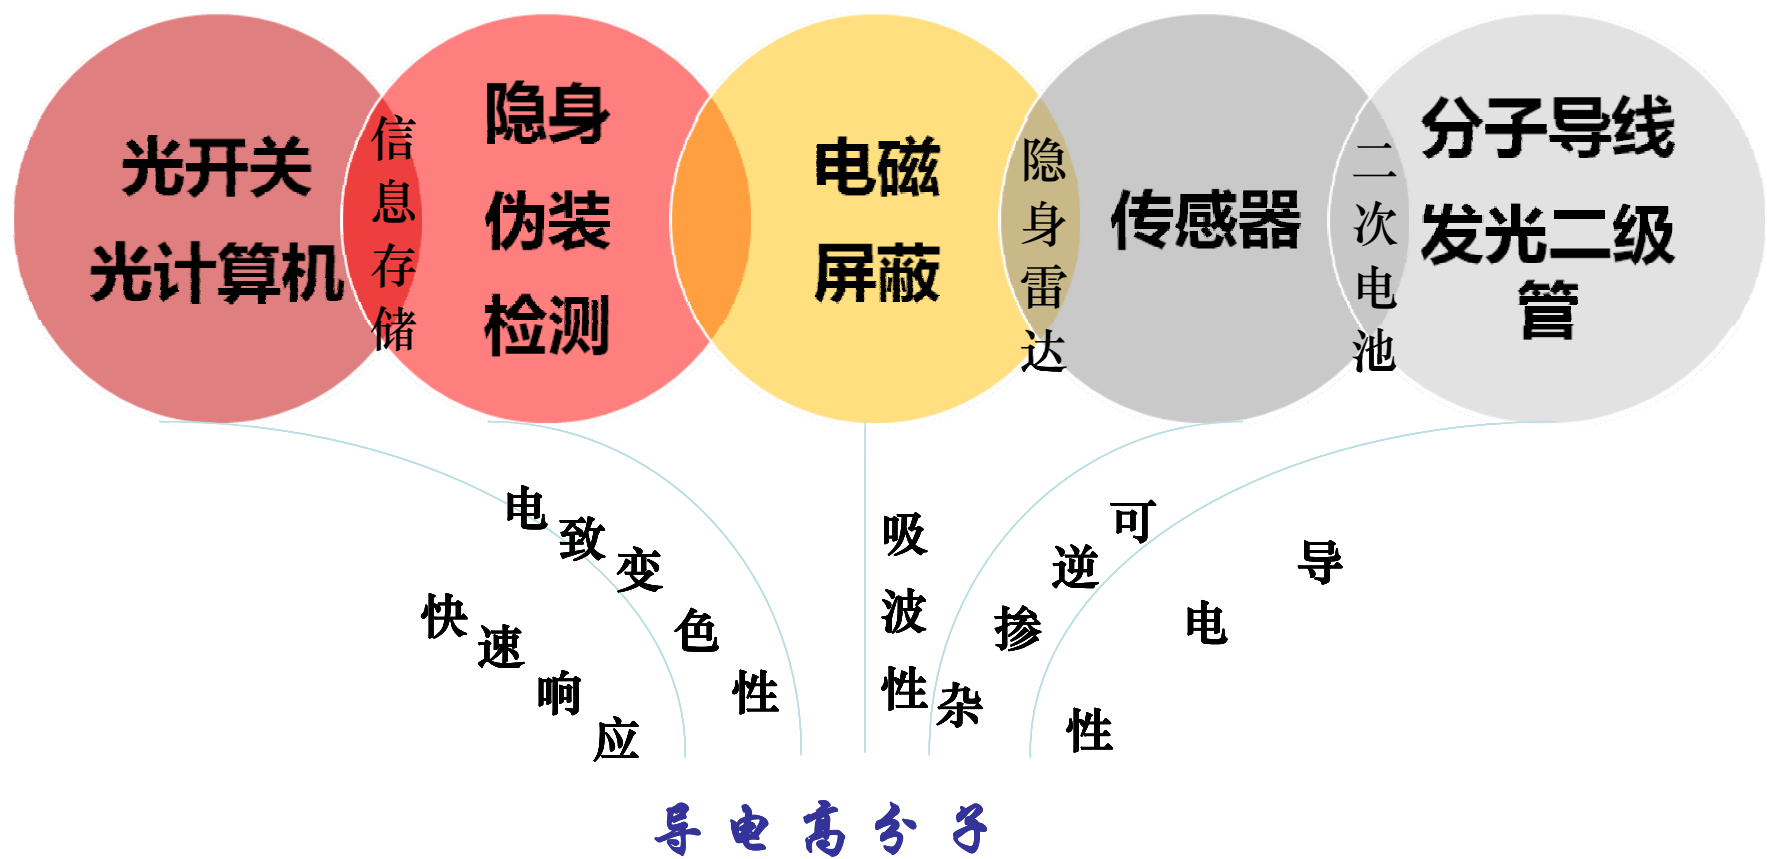 光开关
光计算机
信息存储
隐身
伪装
检测
电磁
屏蔽
隐身雷达
传感器
二次电池
分子导线
发光二级
管
快速响应
电致变色性
吸波性
可逆掺杂
导电性
导电高分子